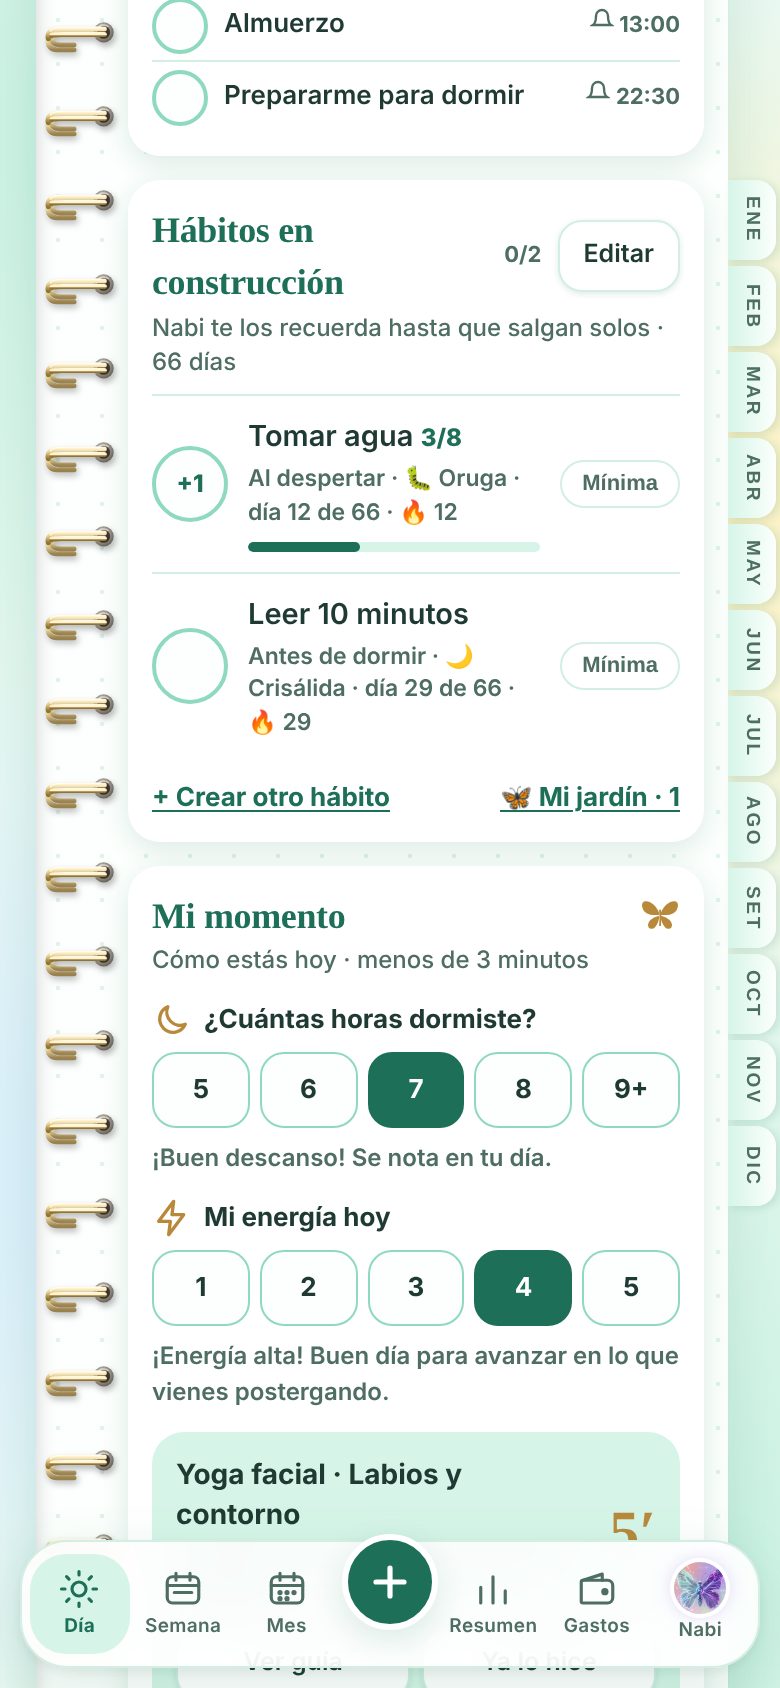 Almuerzo 13:00
Prepararme para dormir 22:30
Hábitos en
construcción
0/2 Editar
Nabi te los recuerda hasta que salgan solos ·
66 días
Tomar agua 3/8
+1
Al despertar · 🐛 Oruga ·
día 12 de 66 · 🔥 12
Mínima
Leer 10 minutos
Antes de dormir · 🌙
Crisálida · día 29 de 66 ·
🔥 29
Mínima
+ Crear otro hábito 🦋 Mi jardín · 1
Mi momento
Cómo estás hoy · menos de 3 minutos
¿Cuántas horas dormiste?
5 6 7 8 9+
¡Buen descanso! Se nota en tu día.
Mi energía hoy
1 2 3 4 5
¡Energía alta! Buen día para avanzar en lo que
vienes postergando.
Yoga facial · Labios y
contorno
5′
Ver guía Ya lo hice
Día Semana Mes Resumen Gastos Nabi
ENE
FEB
MAR
ABR
MAY
JUN
JUL
AGO
SET
OCT
NOV
DIC